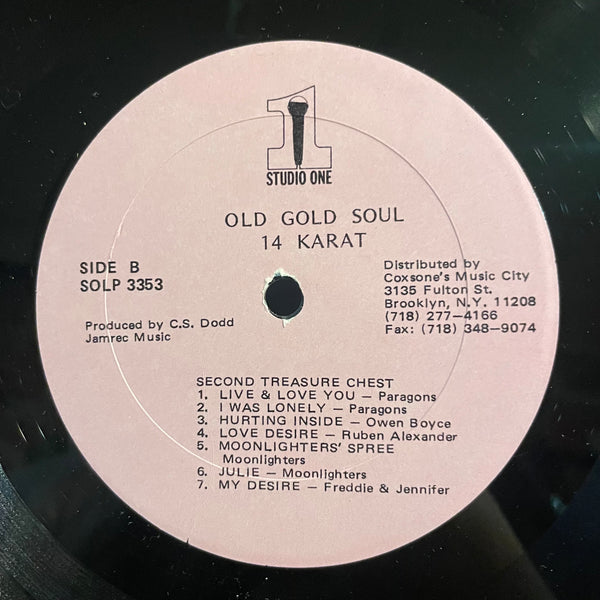 1
STUDIO ONE
OLD GOLD SOUL
14 KARAT
SIDE B
SOLP 3353
Produced by C.S. Dodd
Jamrec Music
Distributed by
Coxsone's Music City
3135 Fulton St.
Brooklyn, N.Y. 11208
(718) 277-4166
Fax: (718) 348-9074
SECOND TREASURE CHEST
1. LIVE & LOVE YOU — Paragons
2. I WAS LONELY — Paragons
3. HURTING INSIDE — Owen Boyce
4. LOVE DESIRE — Ruben Alexander
5. MOONLIGHTERS' SPREE
Moonlighters
6. JULIE — Moonlighters
7. MY DESIRE — Freddie & Jennifer